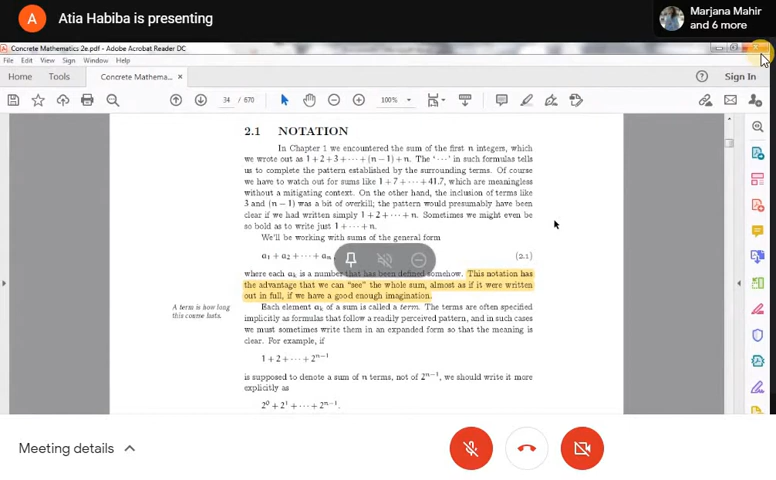 A
Atia Habiba is presenting
Marjana Mahir
and 6 more
Concrete Mathematics 2e.pdf - Adobe Acrobat Reader DC
File Edit View Sign Window Help
Home Tools Concrete Mathema... ×
? Sign In
34 / 670 100%
2.1 NOTATION
In Chapter 1 we encountered the sum of the first n integers, which
we wrote out as 1 + 2 + 3 + ··· + (n − 1) + n. The ‘···’ in such formulas tells
us to complete the pattern established by the surrounding terms. Of course
we have to watch out for sums like 1 + 7 + ··· + 41.7, which are meaningless
without a mitigating context. On the other hand, the inclusion of terms like
3 and (n − 1) was a bit of overkill; the pattern would presumably have been
clear if we had written simply 1 + 2 + ··· + n. Sometimes we might even be
so bold as to write just 1 + ··· + n.
We'll be working with sums of the general form
a₁ + a₂ + ··· + aₙ (2.1)
where each aₖ is a number that has been defined somehow. This notation has
the advantage that we can “see” the whole sum, almost as if it were written
out in full, if we have a good enough imagination.
A term is how long
this course lasts.
Each element aₖ of a sum is called a term. The terms are often specified
implicitly as formulas that follow a readily perceived pattern, and in such cases
we must sometimes write them in an expanded form so that the meaning is
clear. For example, if
1 + 2 + ··· + 2ⁿ⁻¹
is supposed to denote a sum of n terms, not of 2ⁿ⁻¹, we should write it more
explicitly as
2⁰ + 2¹ + ··· + 2ⁿ⁻¹.
Meeting details